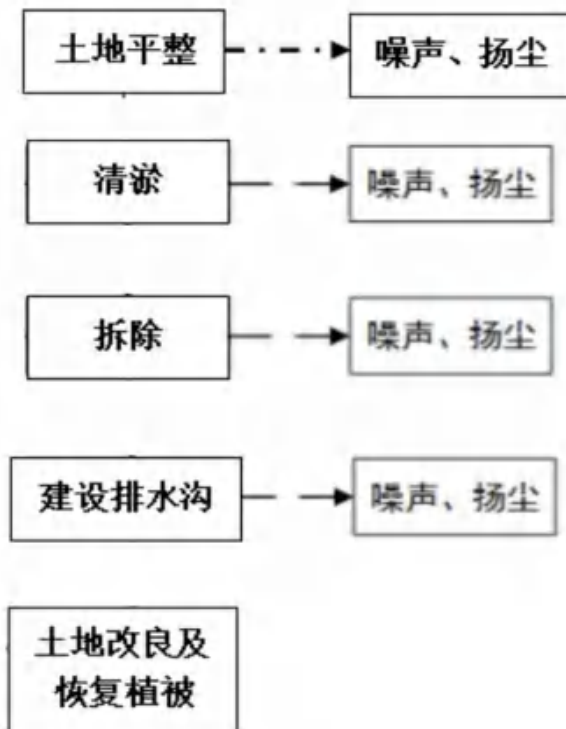 土地平整
噪声、扬尘
清淤
噪声、扬尘
拆除
噪声、扬尘
建设排水沟
噪声、扬尘
土地改良及
恢复植被